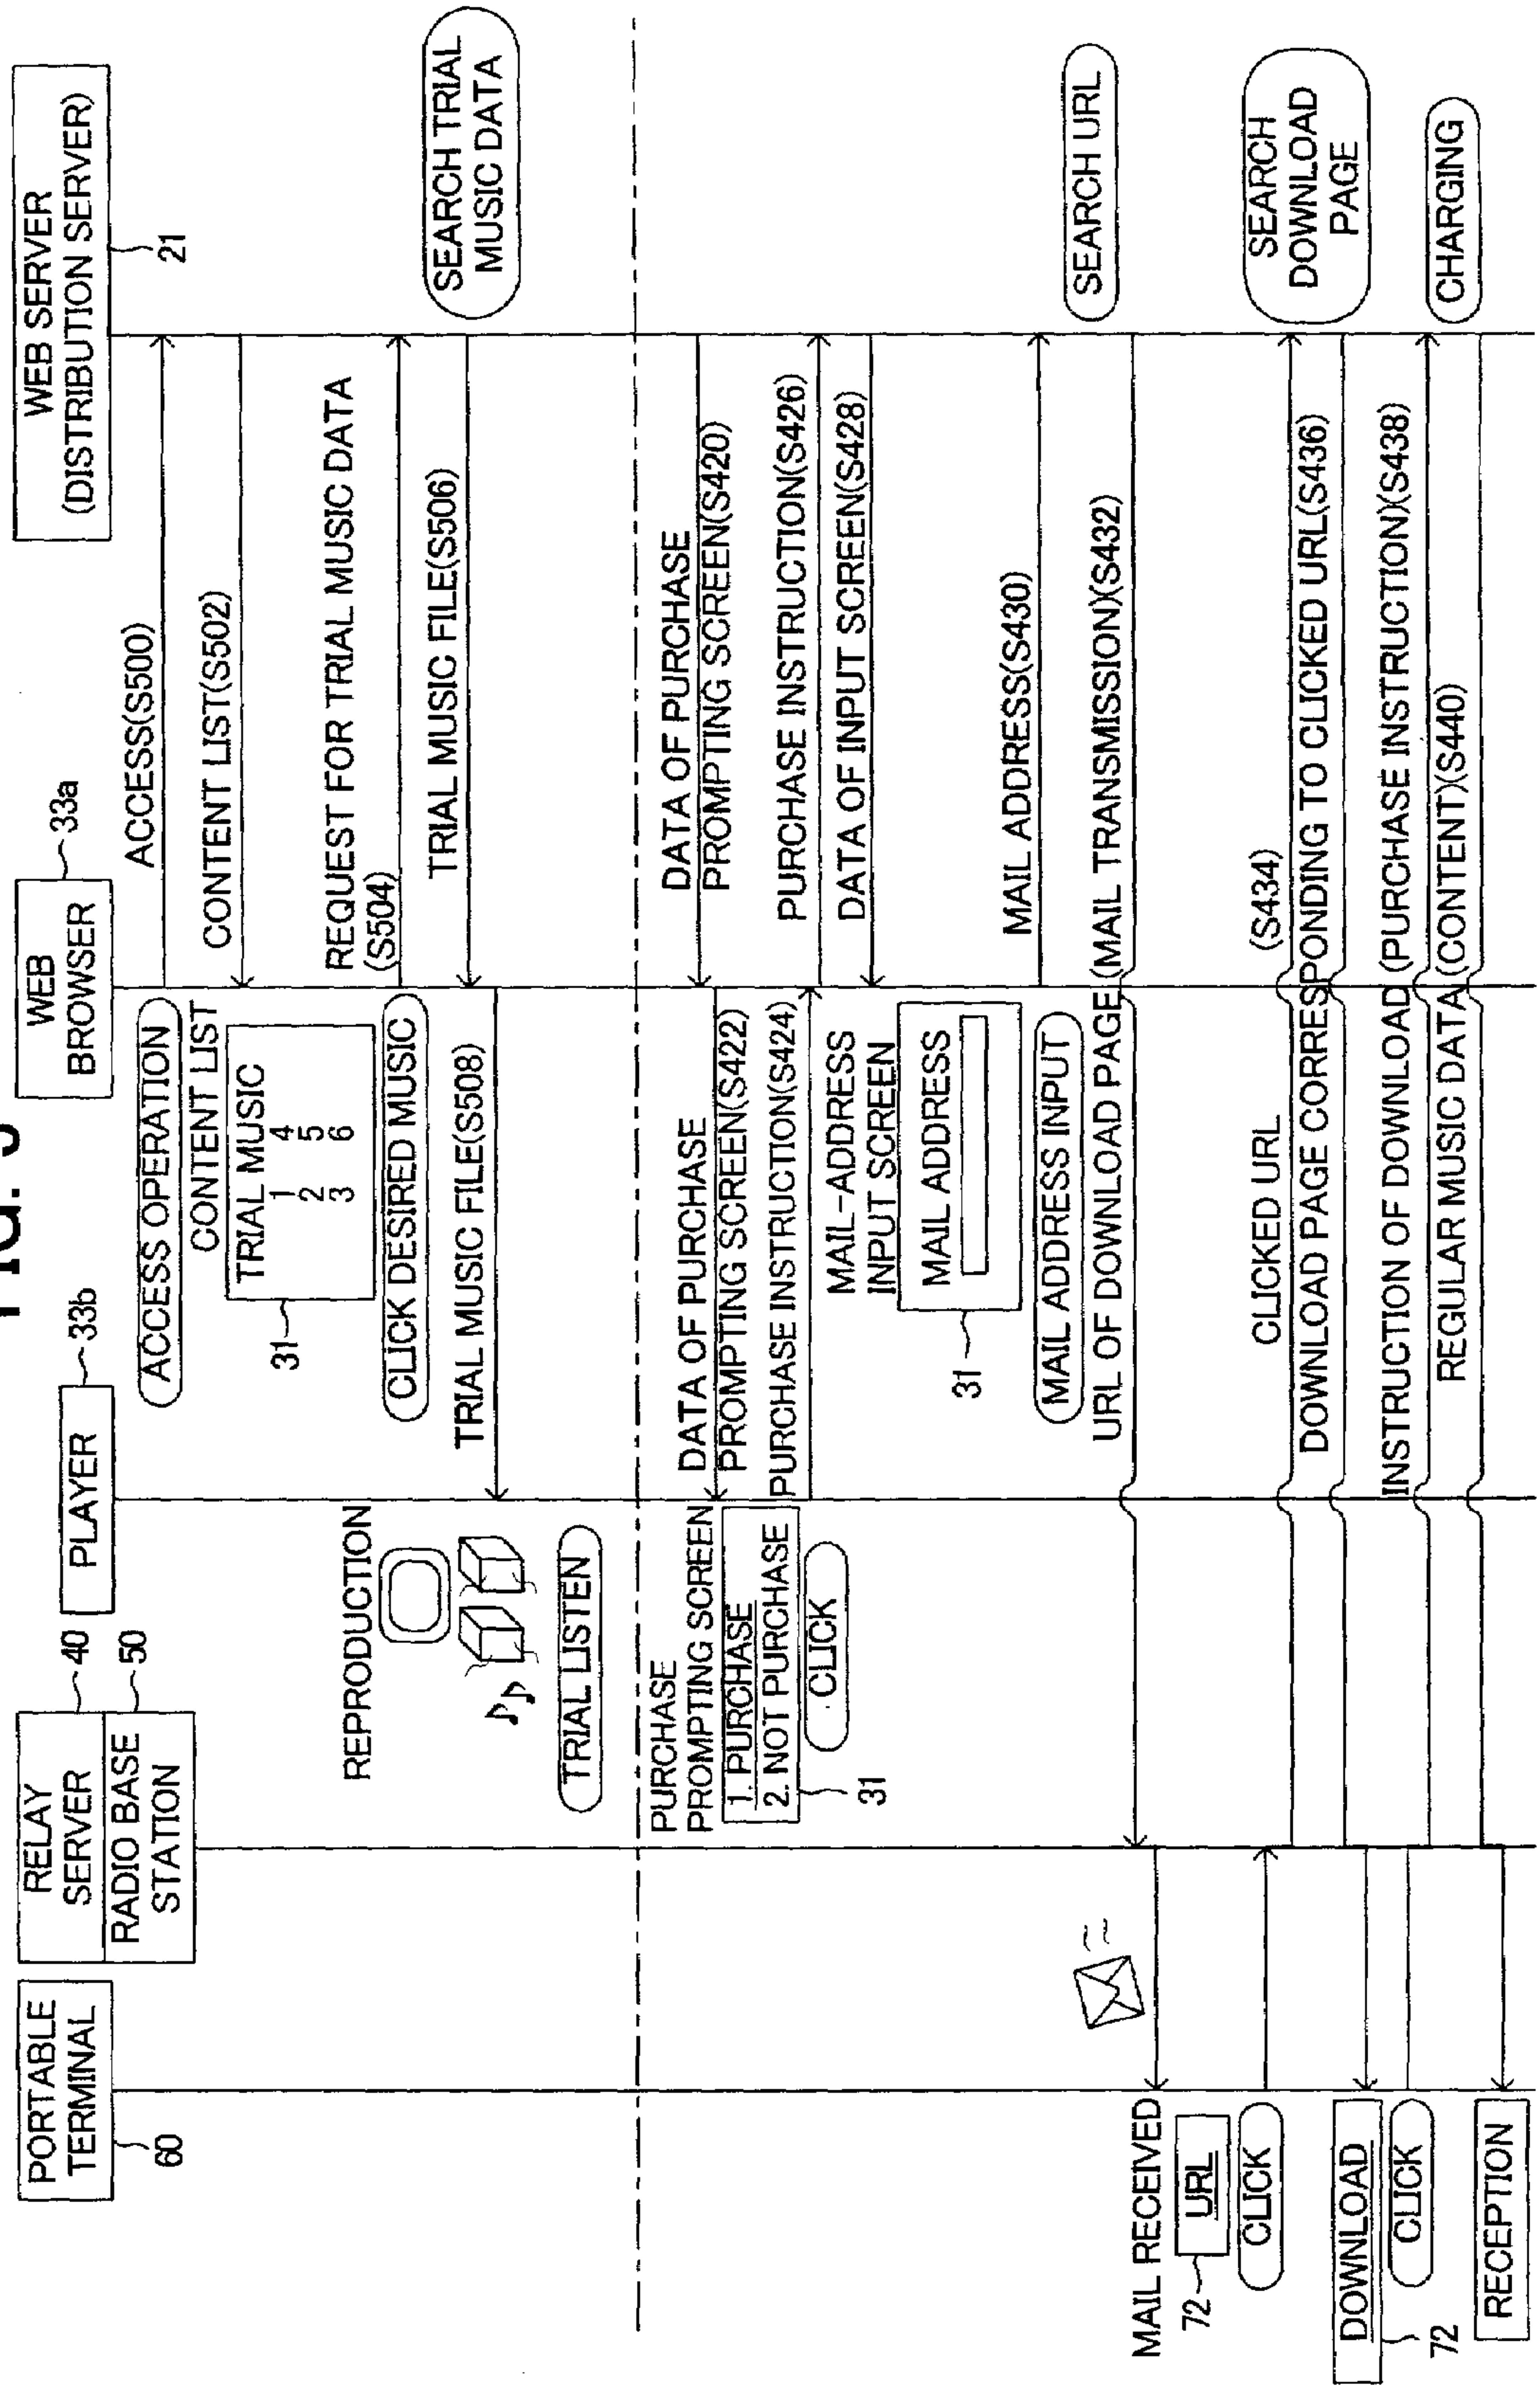 PORTABLE
TERMINAL
60
RELAY
SERVER
40
RADIO BASE
STATION
50
PLAYER
33b
WEB
BROWSER
33a
WEB SERVER
(DISTRIBUTION SERVER)
21
ACCESS OPERATION
ACCESS(S500)
CONTENT LIST(S502)
CONTENT LIST
TRIAL MUSIC
1 4
2 5
3 6
31
CLICK DESIRED MUSIC
REQUEST FOR TRIAL MUSIC DATA
(S504)
SEARCH TRIAL
MUSIC DATA
TRIAL MUSIC FILE(S506)
TRIAL MUSIC FILE(S508)
REPRODUCTION
TRIAL LISTEN
DATA OF PURCHASE
PROMPTING SCREEN(S420)
DATA OF PURCHASE
PROMPTING SCREEN(S422)
PURCHASE
PROMPTING SCREEN
1. PURCHASE
2. NOT PURCHASE
31
CLICK
PURCHASE INSTRUCTION(S424)
PURCHASE INSTRUCTION(S426)
DATA OF INPUT SCREEN(S428)
MAIL-ADDRESS
INPUT SCREEN
MAIL ADDRESS
31
MAIL ADDRESS INPUT
MAIL ADDRESS(S430)
SEARCH URL
URL OF DOWNLOAD PAGE (MAIL TRANSMISSION)(S432)
MAIL RECEIVED
URL
72
CLICK
CLICKED URL
(S434)
SEARCH
DOWNLOAD
PAGE
DOWNLOAD PAGE CORRESPONDING TO CLICKED URL(S436)
DOWNLOAD
72
CLICK
INSTRUCTION OF DOWNLOAD (PURCHASE INSTRUCTION)(S438)
CHARGING
REGULAR MUSIC DATA (CONTENT)(S440)
RECEPTION